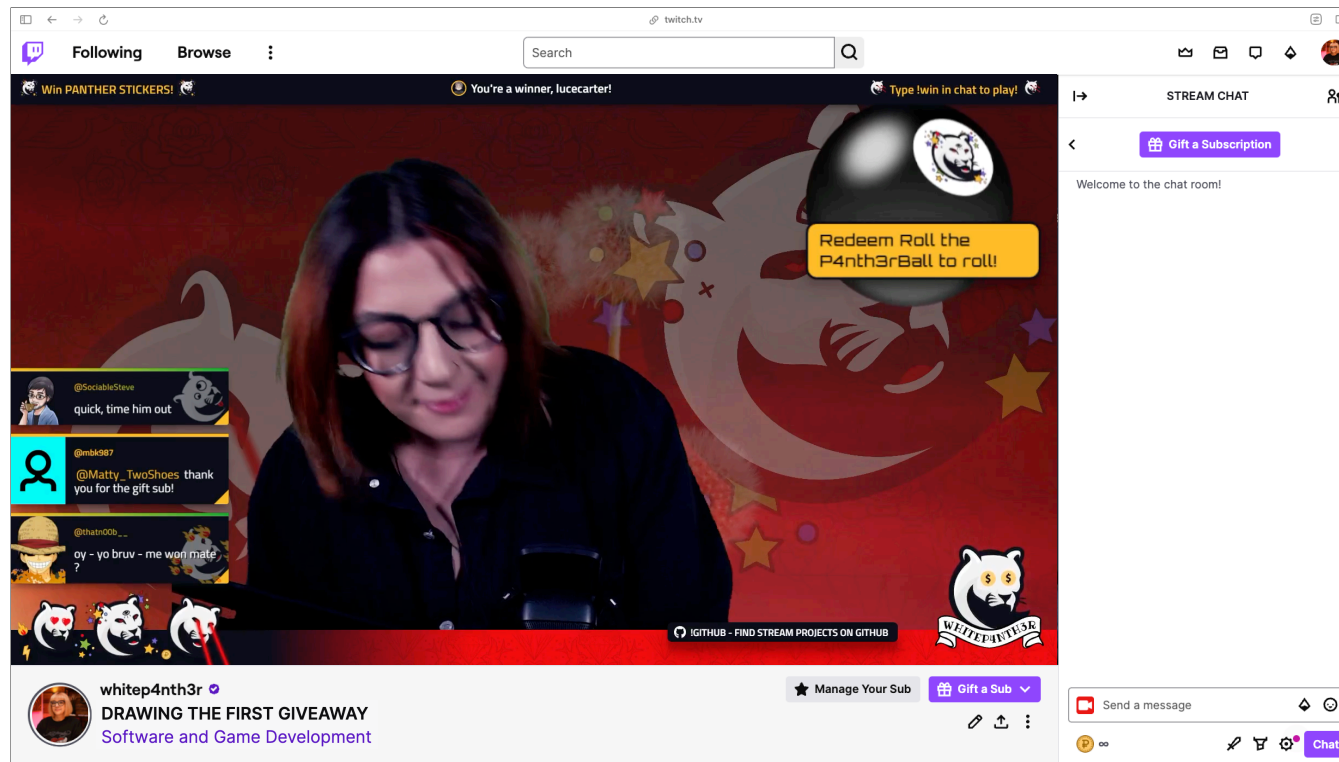 twitch.tv
Following
Browse
Search
Win PANTHER STICKERS!
You're a winner, lucecarter!
Type !win in chat to play!
STREAM CHAT
Gift a Subscription
Welcome to the chat room!
Redeem Roll the
P4nth3rBall to roll!
@SociableSteve
quick, time him out
@mbk987
@Matty_TwoShoes thank
you for the gift sub!
@thatn00b__
oy - yo bruv - me won mate
?
$ $
WHITEP4NTH3R
!GITHUB - FIND STREAM PROJECTS ON GITHUB
whitep4nth3r
DRAWING THE FIRST GIVEAWAY
Software and Game Development
Manage Your Sub
Gift a Sub
Send a message
P ∞
Chat